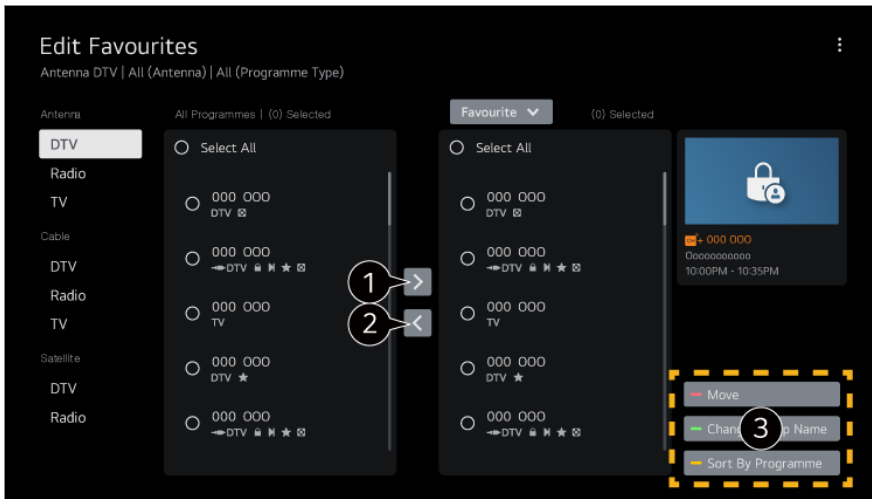 Edit Favourites
Antenna DTV | All (Antenna) | All (Programme Type)
Antenna
DTV
Radio
TV
Cable
DTV
Radio
TV
Satellite
DTV
Radio
All Programmes | (0) Selected
Select All
000 000
DTV
000 000
DTV
000 000
TV
000 000
DTV ★
000 000
DTV ★
1
2
Favourite
(0) Selected
Select All
000 000
DTV
000 000
DTV ★
000 000
TV
000 000
DTV ★
000 000
DTV ★
+ 000 000
Oooooooooo
10:00PM - 10:35PM
Move
3
Name
Sort By Programme